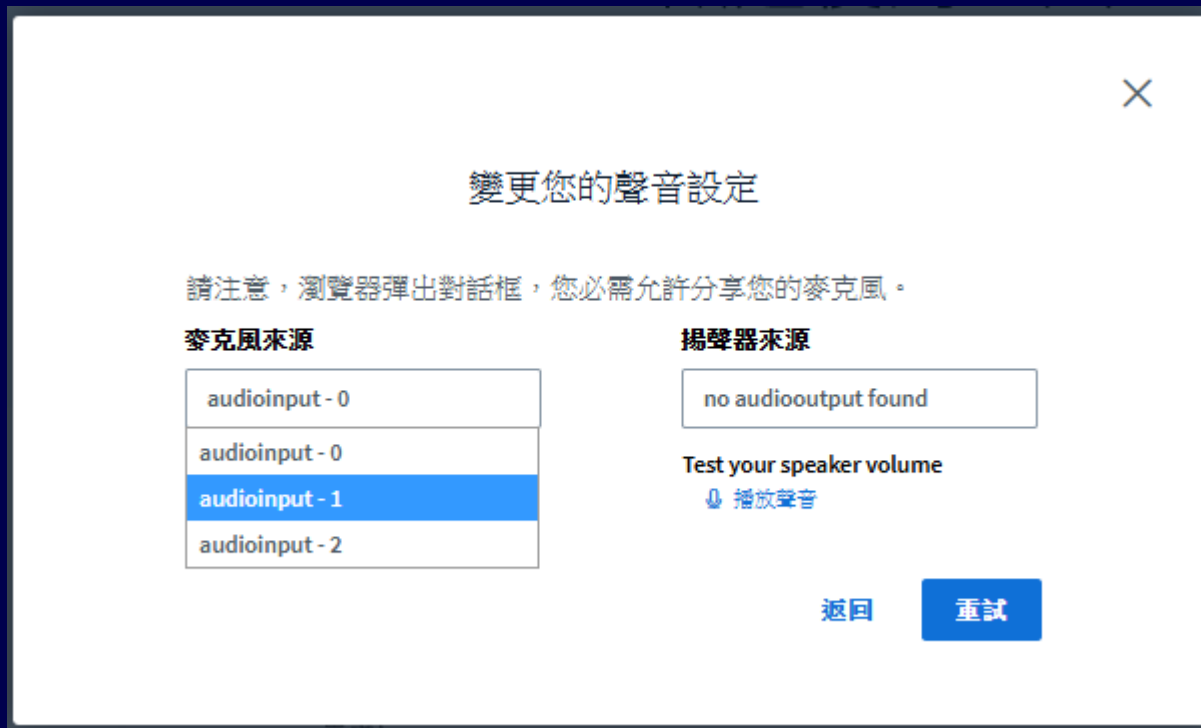 變更您的聲音設定
請注意，瀏覽器彈出對話框，您必需允許分享您的麥克風。
麥克風來源
audioinput - 0
audioinput - 0
audioinput - 1
audioinput - 2
揚聲器來源
no audiooutput found
Test your speaker volume
播放聲音
返回
重試